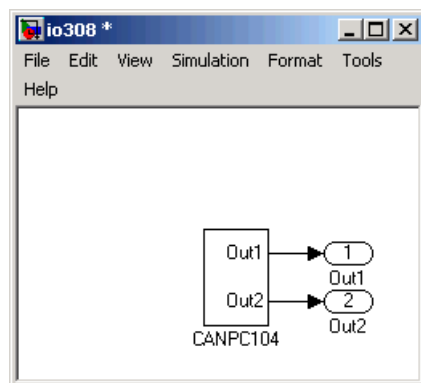 io308 *
File Edit View Simulation Format Tools
Help
Out1
1
Out1
Out2
2
Out2
CANPC104